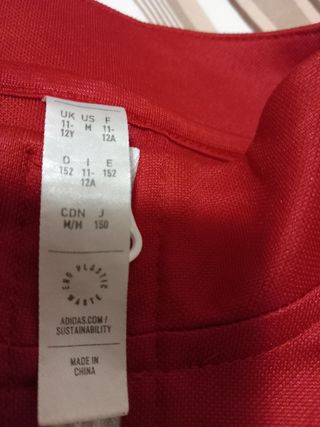 UK US F
11- M 11-
12Y 12A
D I E
152 11- 152
12A
CDN J
M/M 150
END PLASTIC
WASTE
ADIDAS.COM/
SUSTAINABILITY
MADE IN
CHINA